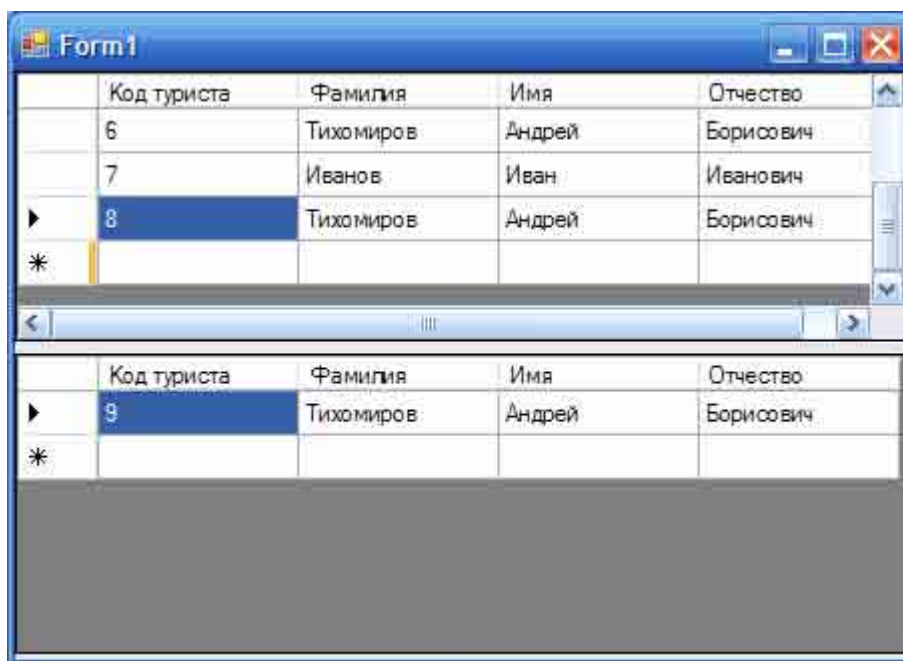 Form1
Код туриста Фамилия Имя Отчество
6 Тихомиров Андрей Борисович
7 Иванов Иван Иванович
8 Тихомиров Андрей Борисович
Код туриста Фамилия Имя Отчество
9 Тихомиров Андрей Борисович